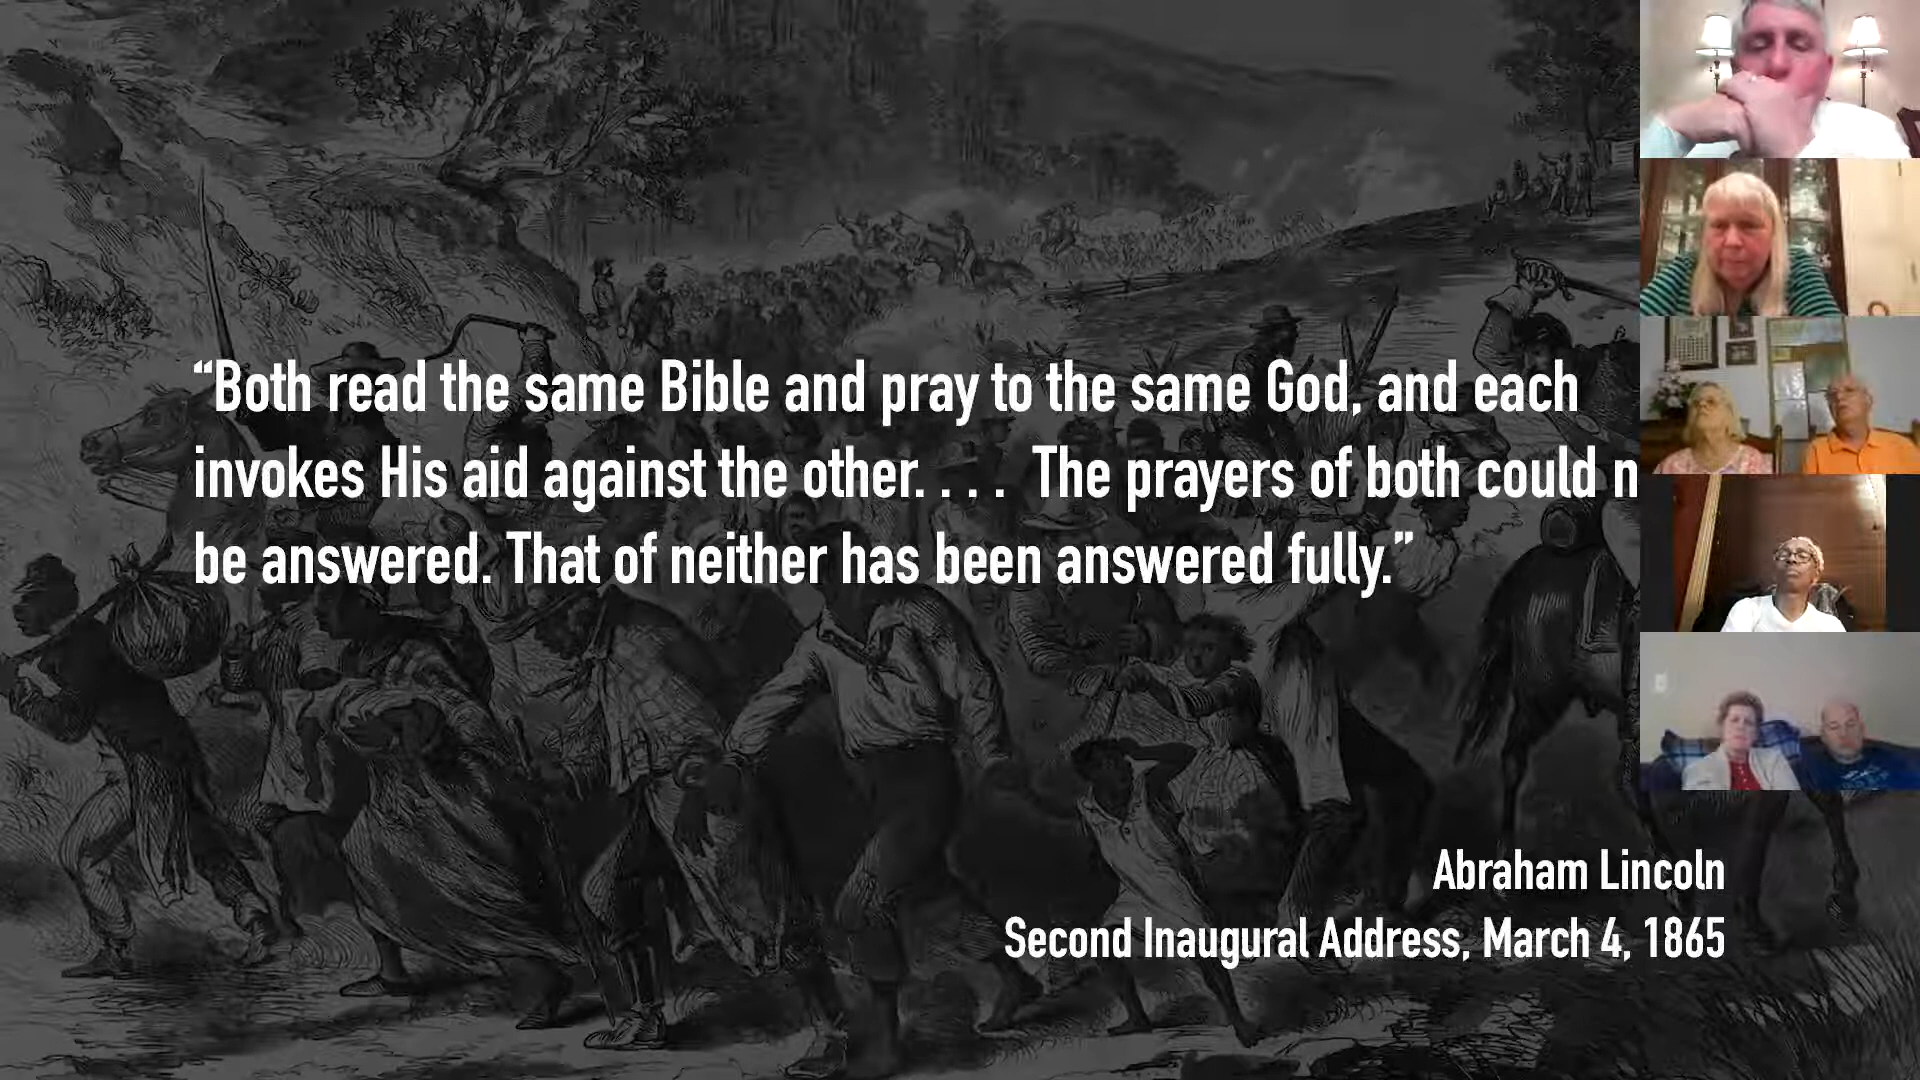 “Both read the same Bible and pray to the same God, and each
invokes His aid against the other. . . .  The prayers of both could n
be answered. That of neither has been answered fully.”
Abraham Lincoln
Second Inaugural Address, March 4, 1865